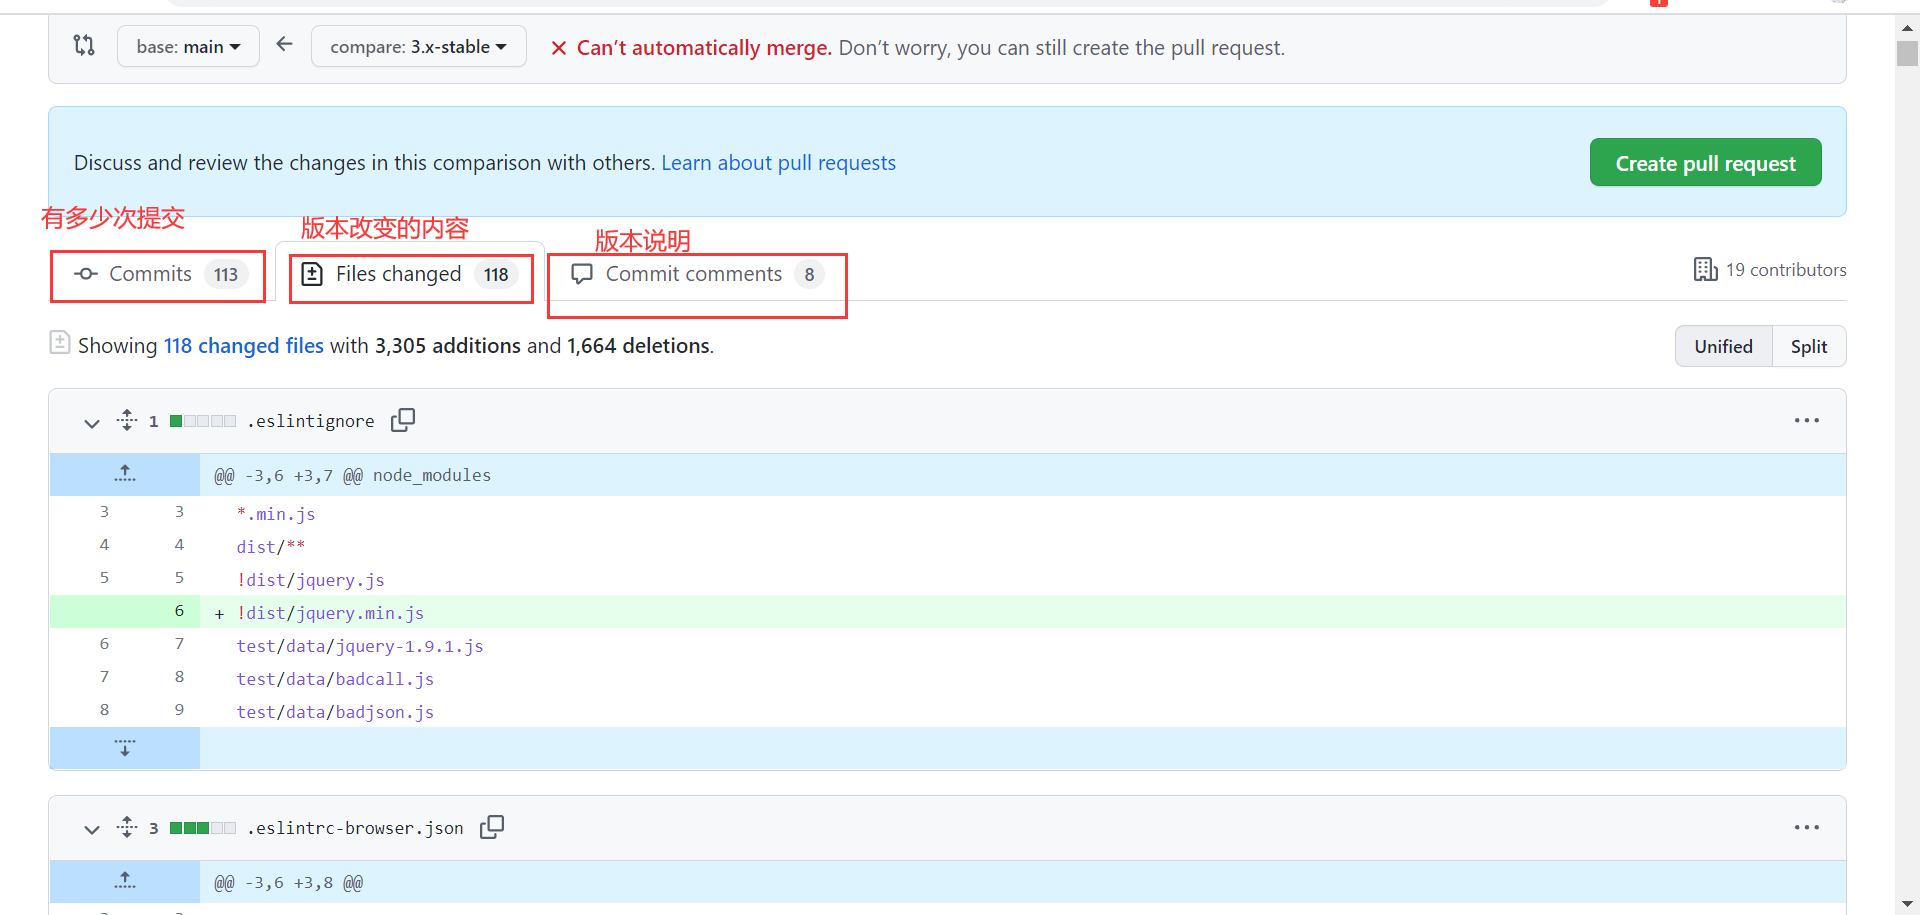 base: main compare: 3.x-stable Can’t automatically merge. Don’t worry, you can still create the pull request.
Discuss and review the changes in this comparison with others. Learn about pull requests Create pull request
有多少次提交 版本改变的内容 版本说明
Commits 113 Files changed 118 Commit comments 8 19 contributors
Showing 118 changed files with 3,305 additions and 1,664 deletions. Unified Split
1 .eslintignore
@@ -3,6 +3,7 @@ node_modules
3 3 *.min.js
4 4 dist/**
5 5 !dist/jquery.js
6 + !dist/jquery.min.js
6 7 test/data/jquery-1.9.1.js
7 8 test/data/badcall.js
8 9 test/data/badjson.js
3 .eslintrc-browser.json
@@ -3,6 +3,8 @@